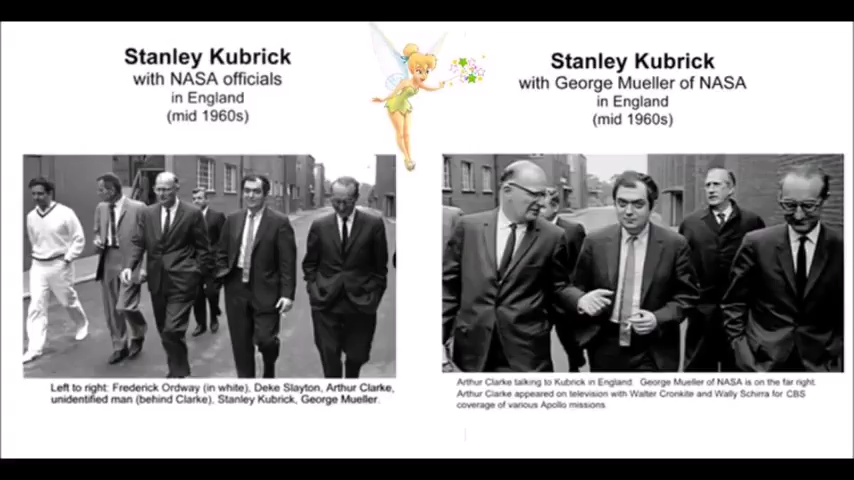 Stanley Kubrick
with NASA officials
in England
(mid 1960s)
Left to right: Frederick Ordway (in white), Deke Slayton, Arthur Clarke,
unidentified man (behind Clarke), Stanley Kubrick, George Mueller.
Stanley Kubrick
with George Mueller of NASA
in England
(mid 1960s)
Arthur Clarke talking to Kubrick in England. George Mueller of NASA is on the far right.
Arthur Clarke appeared on television with Walter Cronkite and Wally Schirra for CBS
coverage of various Apollo missions.